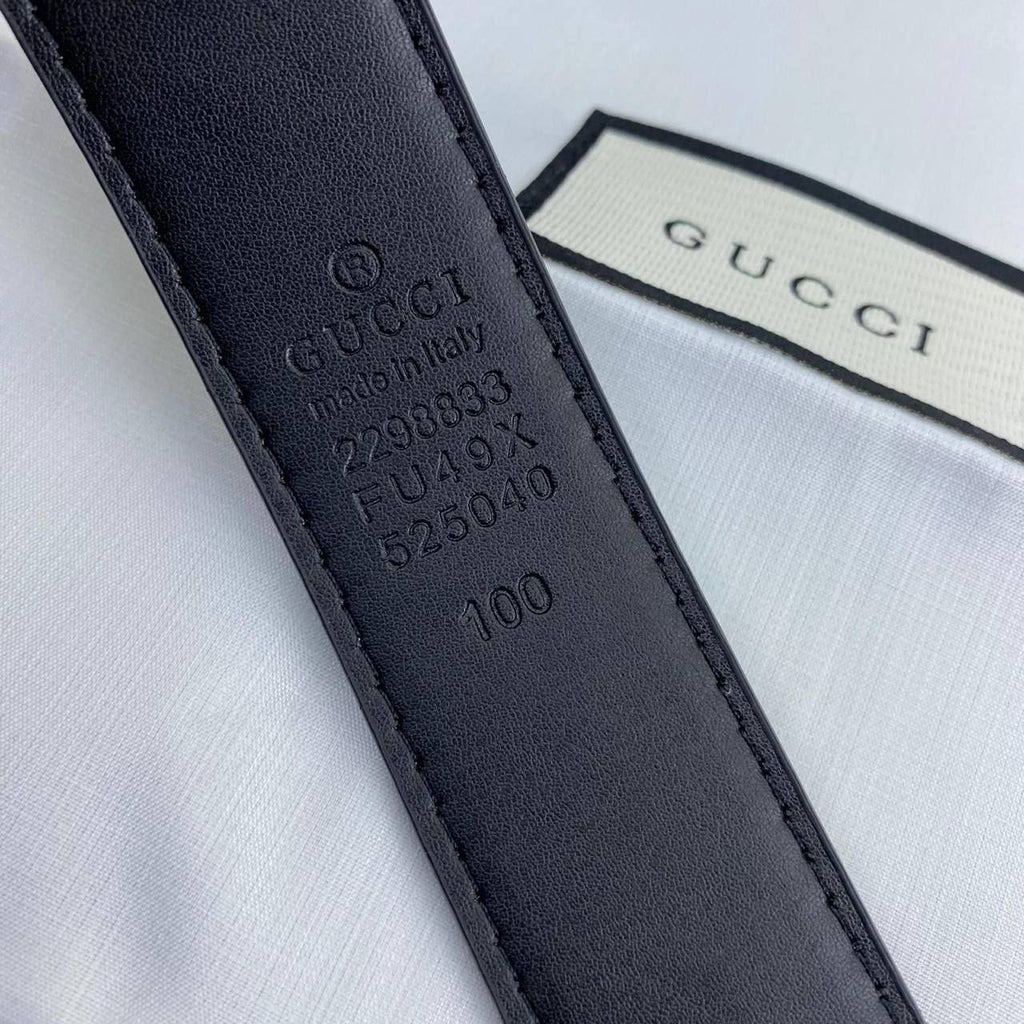 ®
GUCCI
made in Italy
2298833
FU49X
525040
100
GUCCI